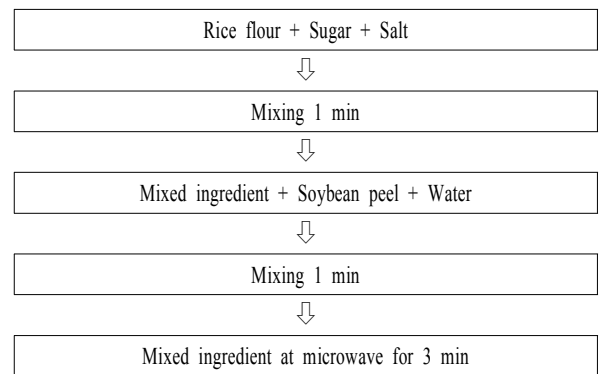 Rice flour + Sugar + Salt
Mixing 1 min
Mixed ingredient + Soybean peel + Water
Mixing 1 min
Mixed ingredient at microwave for 3 min